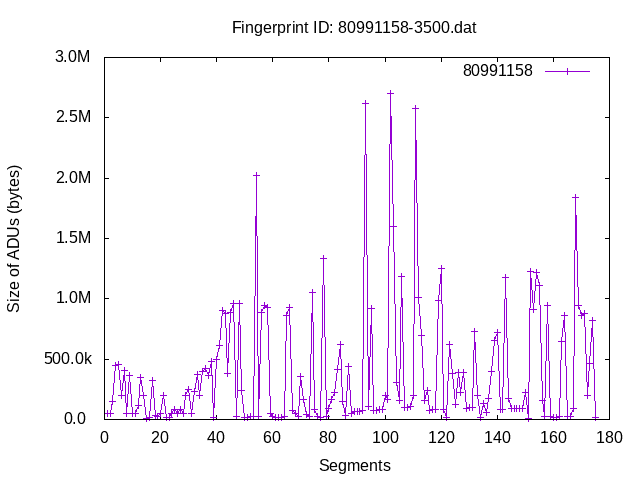 Fingerprint ID: 80991158-3500.dat
3.0M
80991158
2.5M
2.0M
1.5M
1.0M
500.0k
0.0
Size of ADUs (bytes)
0 20 40 60 80 100 120 140 160 180
Segments